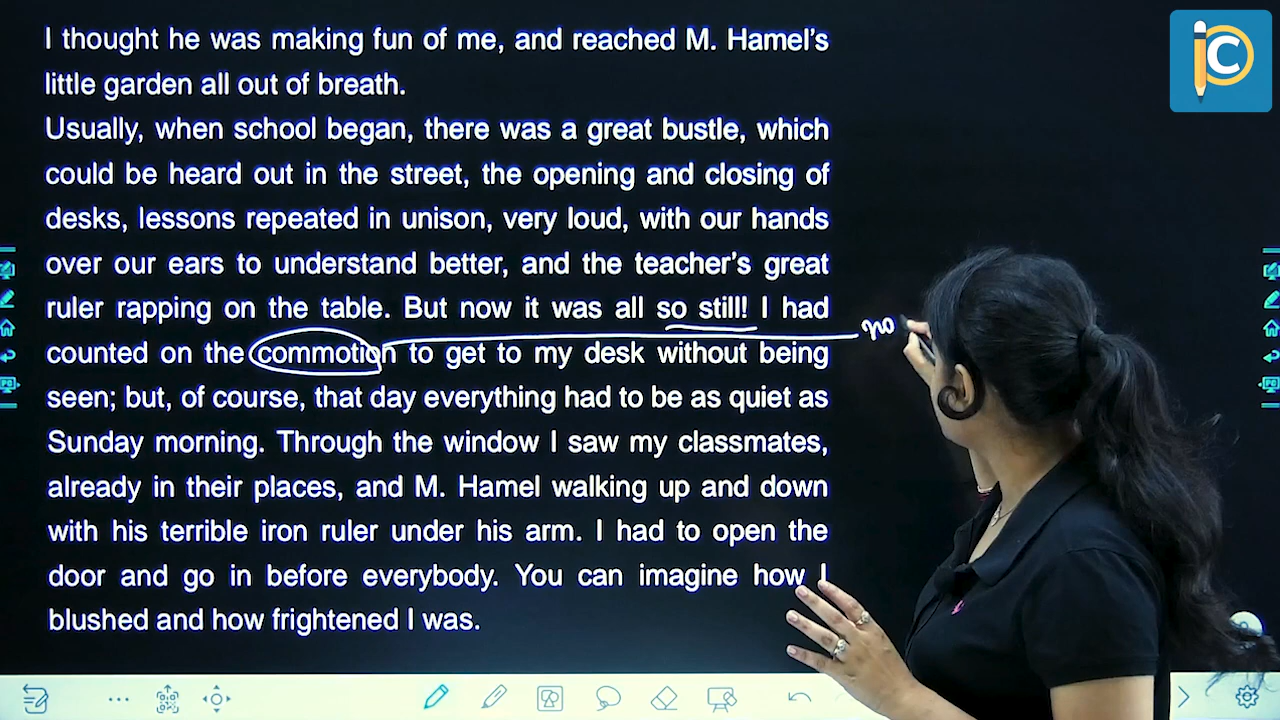 I thought he was making fun of me, and reached M. Hamel's
little garden all out of breath.
Usually, when school began, there was a great bustle, which
could be heard out in the street, the opening and closing of
desks, lessons repeated in unison, very loud, with our hands
over our ears to understand better, and the teacher's great
ruler rapping on the table. But now it was all so still! I had
counted on the commotion to get to my desk without being
seen; but, of course, that day everything had to be as quiet as
Sunday morning. Through the window I saw my classmates,
already in their places, and M. Hamel walking up and down
with his terrible iron ruler under his arm. I had to open the
door and go in before everybody. You can imagine how I
blushed and how frightened I was.